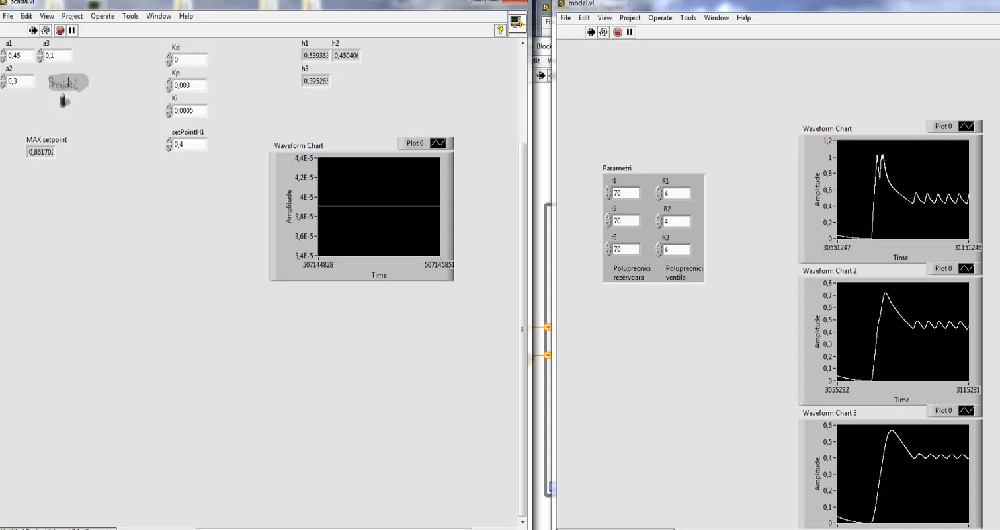 scada.vi
File Edit View Project Operate Tools Window Help
a1 a3
0,45 0,1
a2
0,3
MAX setpoint
0,861702
Kd
0
Kp
0,003
Ki
0,0005
setPointH1
0,4
h1 h2
0,539363 0,450406
h3
0,395265
Waveform Chart Plot 0
4,4E-5
4,2E-5
4E-5
3,8E-5
3,6E-5
3,4E-5
Amplitude
507144828 507145851
Time
model.vi
File Edit View Project Operate Tools Window Help
Parametri
r1 R1
70 4
r2 R2
70 4
r3 R3
70 4
Poluprecnici Poluprecnici
rezervoara ventila
Waveform Chart Plot 0
1,2
1
0,8
0,6
0,4
0,2
0
Amplitude
30551247 31151246
Time
Waveform Chart 2 Plot 0
0,8
0,7
0,6
0,5
0,4
0,3
0,2
0,1
0
Amplitude
3055232 3115231
Time
Waveform Chart 3 Plot 0
0,6
0,5
0,4
0,3
0,2
0,1
0
Amplitude